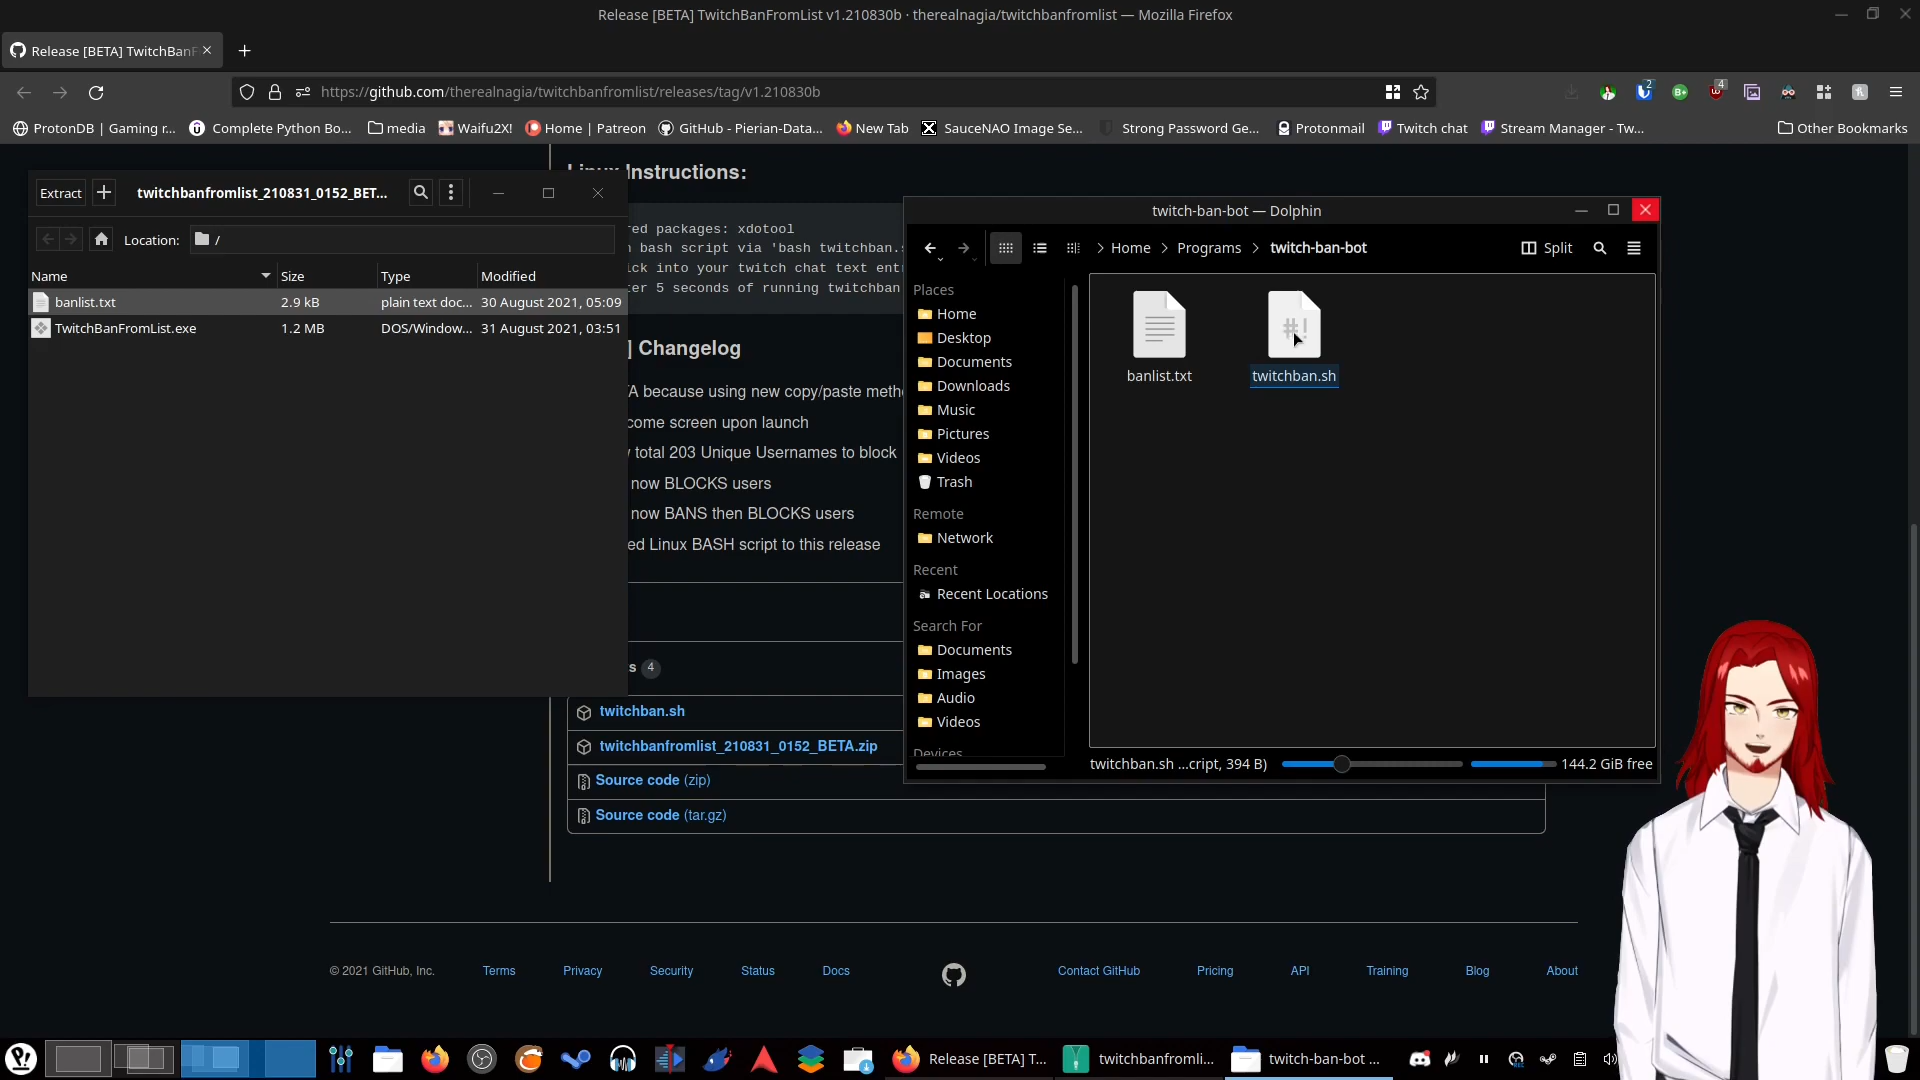 Release [BETA] TwitchBanFromList v1.210830b · therealnagia/twitchbanfromlist — Mozilla Firefox
Release [BETA] TwitchBanF
https://github.com/therealnagia/twitchbanfromlist/releases/tag/v1.210830b
2
4
ProtonDB | Gaming r...
Complete Python Bo...
media
Waifu2X!
Home | Patreon
GitHub - Pierian-Data...
New Tab
SauceNAO Image Se...
Strong Password Ge...
Protonmail
Twitch chat
Stream Manager - Tw...
Other Bookmarks
Instructions:
Extract
twitchbanfromlist_210831_0152_BET...
Location:
/
Name
Size
Type
Modified
banlist.txt
2.9 kB
plain text doc...
30 August 2021, 05:09
TwitchBanFromList.exe
1.2 MB
DOS/Window...
31 August 2021, 03:51
red packages: xdotool
bash script via 'bash twitchban.
ick into your twitch chat text ent
er 5 seconds of running twitchban
] Changelog
A because using new copy/paste meth
come screen upon launch
total 203 Unique Usernames to block
now BLOCKS users
now BANS then BLOCKS users
ed Linux BASH script to this release
s 4
twitchban.sh
twitchbanfromlist_210831_0152_BETA.zip
Source code (zip)
Source code (tar.gz)
twitch-ban-bot — Dolphin
Home
Programs
twitch-ban-bot
Split
Places
Home
Desktop
Documents
Downloads
Music
Pictures
Videos
Trash
Remote
Network
Recent
Recent Locations
Search For
Documents
Images
Audio
Videos
Devices
banlist.txt
#!
twitchban.sh
twitchban.sh ...cript, 394 B)
144.2 GiB free
© 2021 GitHub, Inc.
Terms
Privacy
Security
Status
Docs
Contact GitHub
Pricing
API
Training
Blog
About
Release [BETA] T...
twitchbanfromli...
twitch-ban-bot ...